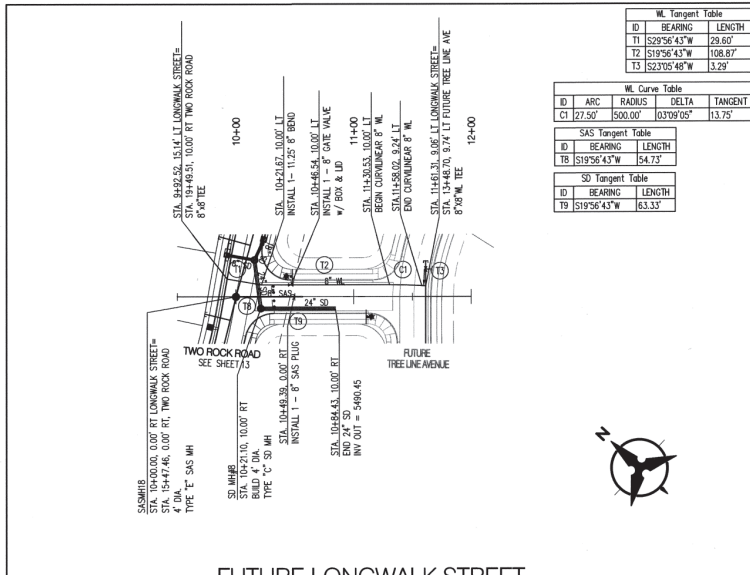 WL Tangent Table
ID BEARING LENGTH
T1 S29°56'43"W 29.60'
T2 S19°56'43"W 108.87'
T3 S23°05'48"W 3.29'
WL Curve Table
ID ARC RADIUS DELTA TANGENT
C1 27.50' 500.00' 03°09'05" 13.75'
SAS Tangent Table
ID BEARING LENGTH
T8 S19°56'43"W 54.73'
SD Tangent Table
ID BEARING LENGTH
T9 S19°56'43"W 63.33'
STA. 9+92.52, 15.14' LT LONGWALK STREET=
STA. 19+49.51, 10.00' RT TWO ROCK ROAD
8"x8"TEE
10+00
STA. 10+21.67, 10.00' LT
INSTALL 1- 11.25° 8" BEND
STA. 10+46.54, 10.00' LT
INSTALL 1 - 8" GATE VALVE
w/ BOX & LID
11+00
STA. 11+30.53, 10.00' LT
BEGIN CURVILINEAR 8" WL
STA.11+58.02, 9.24' LT
END CURVILINEAR 8" WL
STA. 11+61.31, 9.06' LT LONGWALK STREET=
STA. 13+48.70, 9.74' LT FUTURE TREE LINE AVE
8"X8"WL TEE
12+00
T1
T2
8" WL
C1
T3
8" SAS
T8
24" SD
T9
TWO ROCK ROAD
SEE SHEET 13
FUTURE
TREE LINE AVENUE
SASMH18
STA. 10+00.00, 0.00' RT LONGWALK STREET=
STA. 15+47.46, 0.00' RT, TWO ROCK ROAD
4' DIA.
TYPE "E" SAS MH
SD MH#8
STA. 10+21.10, 10.00' RT
BUILD 4' DIA.
TYPE "C" SD MH
STA. 10+49.39, 0.00' RT
INSTALL 1 - 8" SAS PLUG
STA. 10+84.43, 10.00' RT
END 24" SD
INV OUT = 5490.45
N
FUTURE LONGWALK STREET